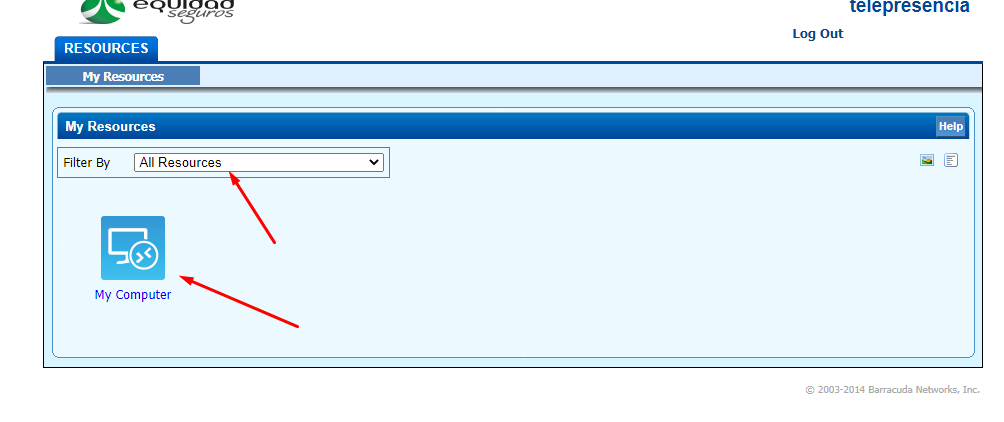 equidad
seguros
telepresencia
Log Out
RESOURCES
My Resources
My Resources
Help
Filter By
All Resources
My Computer
© 2003-2014 Barracuda Networks, Inc.